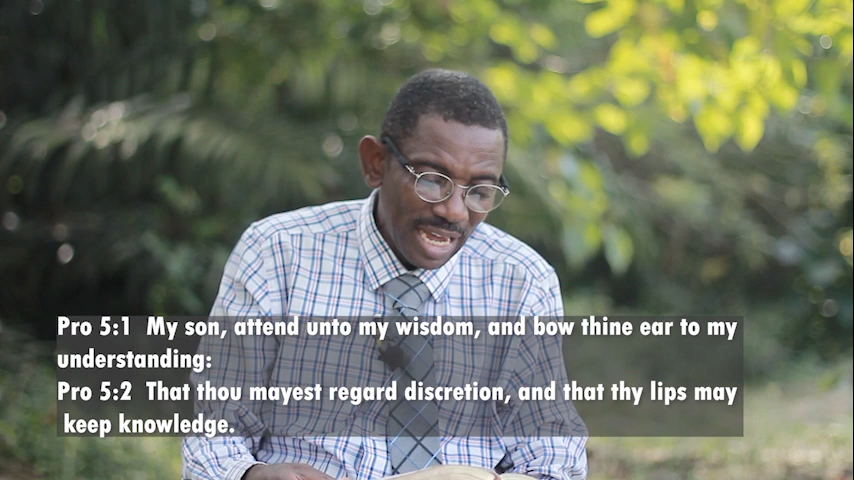 Pro 5:1  My son, attend unto my wisdom, and bow thine ear to my
understanding:
Pro 5:2  That thou mayest regard discretion, and that thy lips may
keep knowledge.